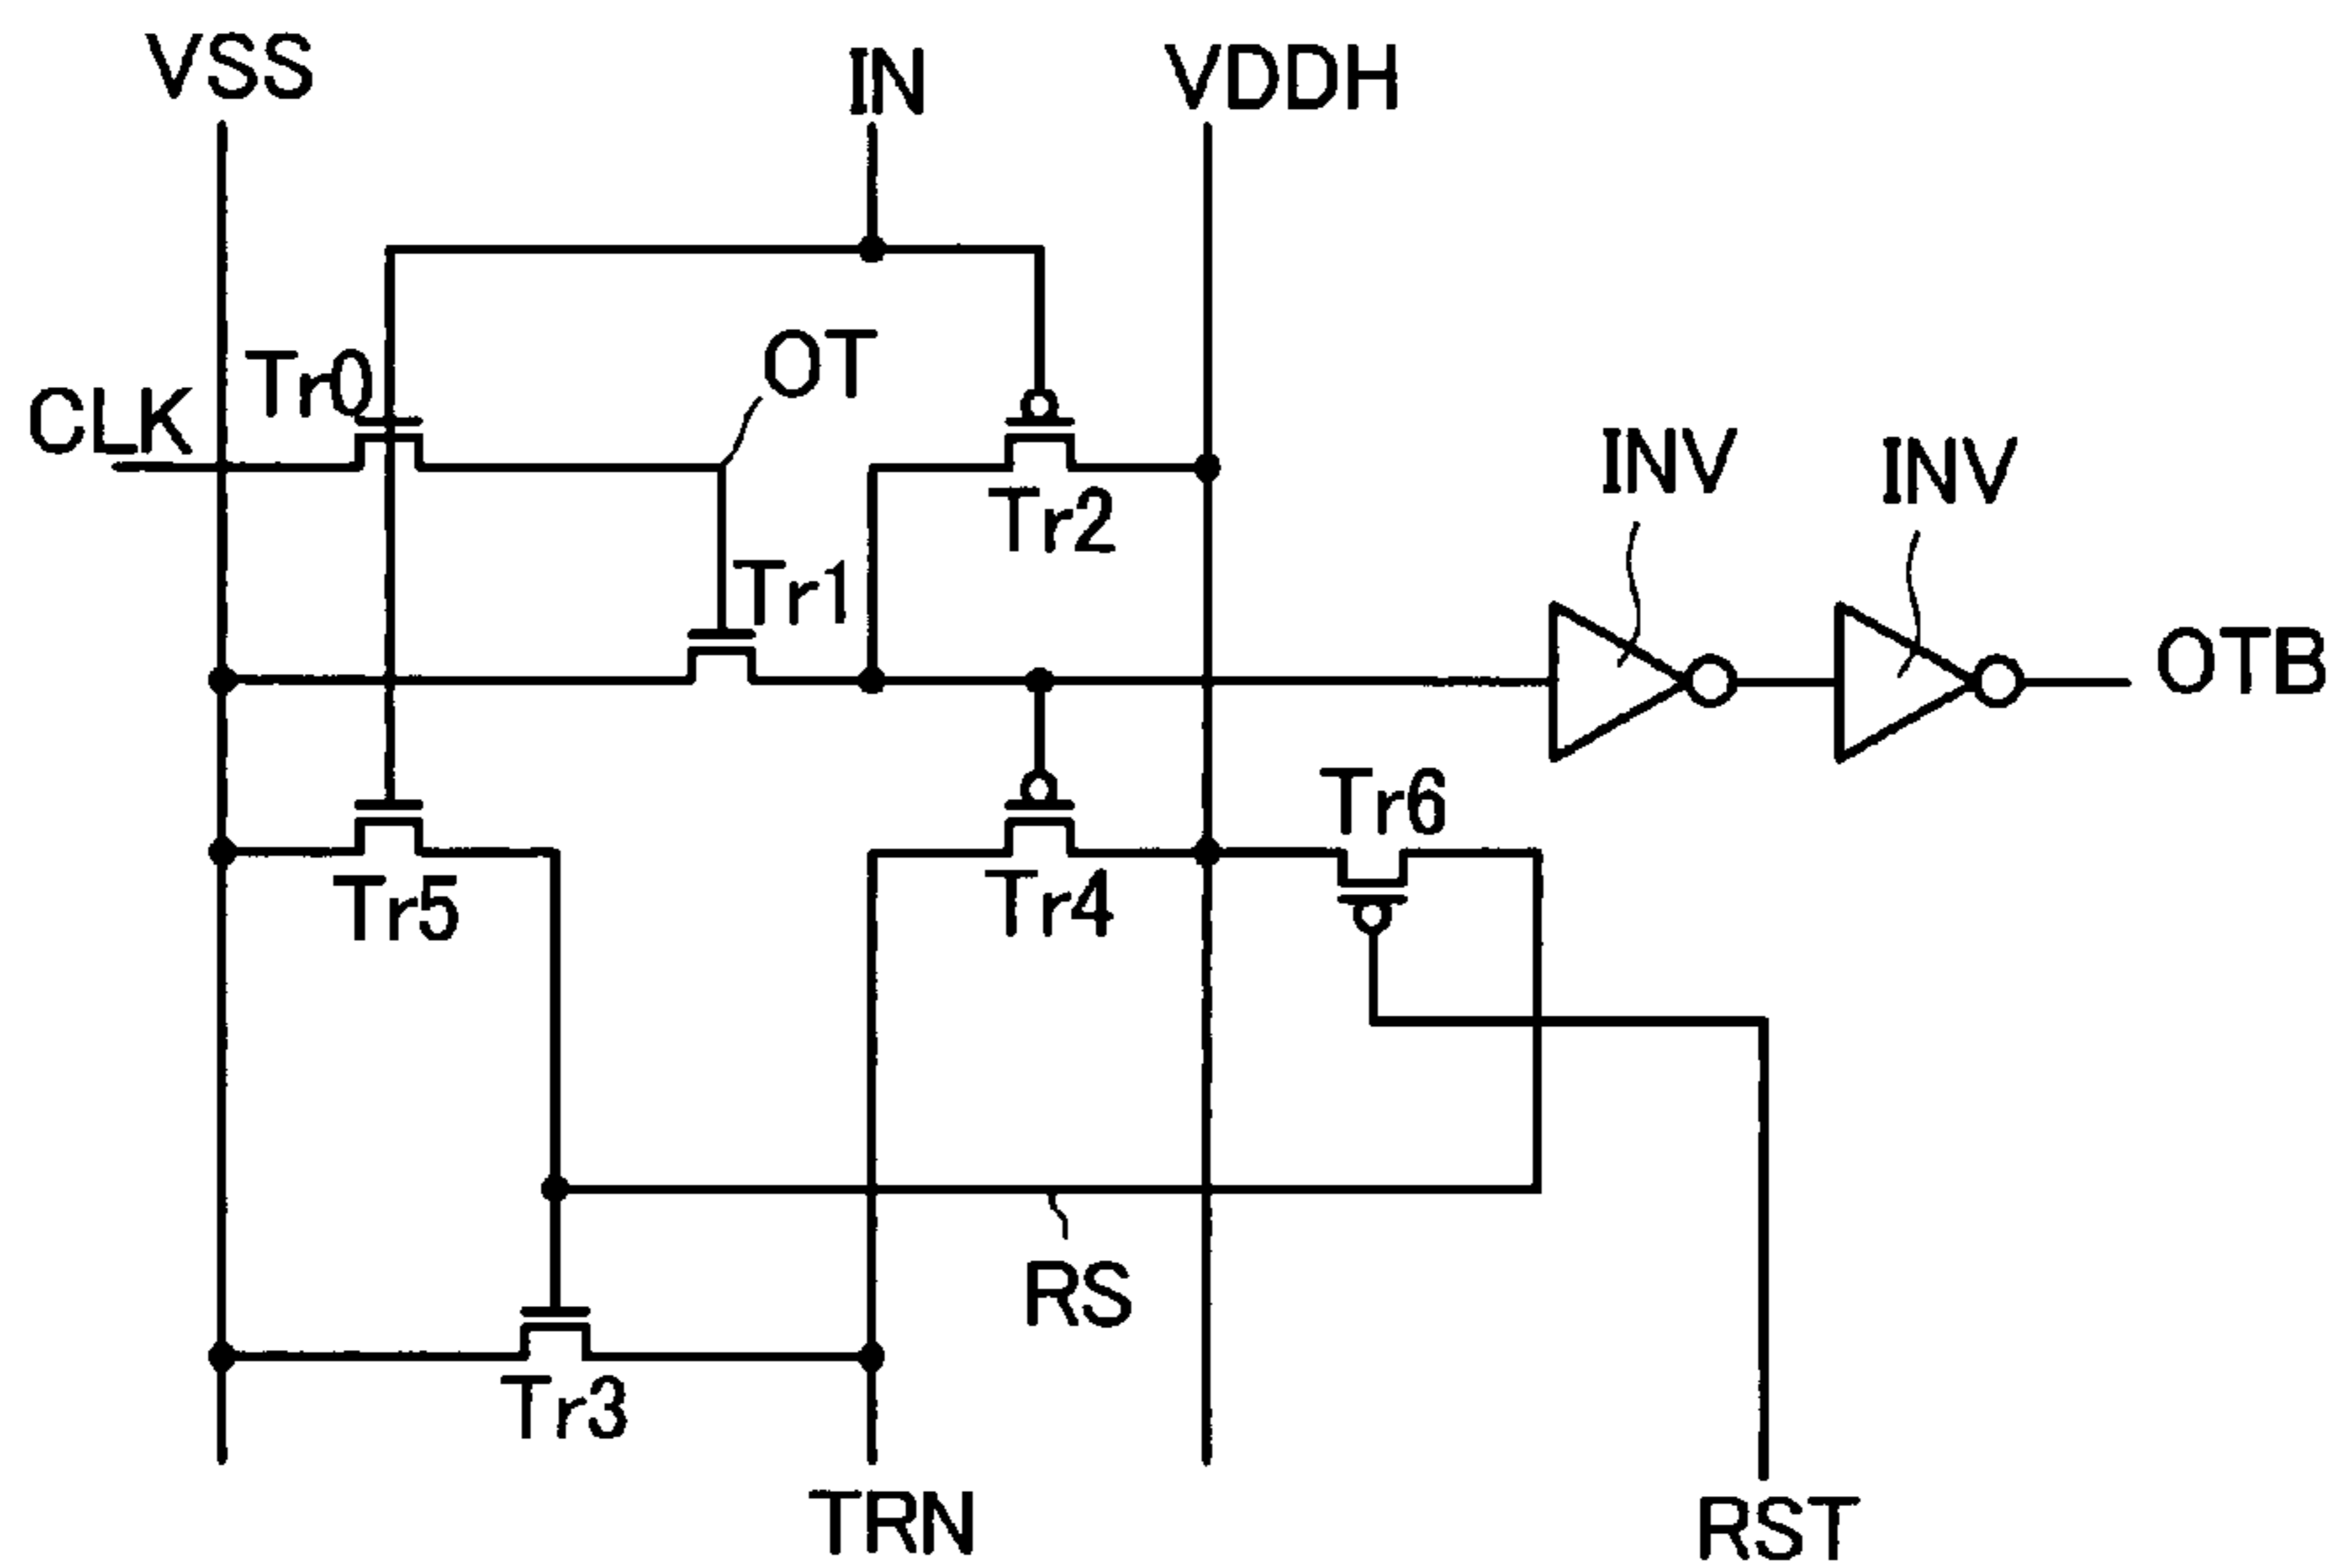 VSS
IN
VDDH
OT
Tr0
CLK
INV
INV
Tr2
Tr1
OTB
Tr6
Tr5
Tr4
RS
Tr3
TRN
RST